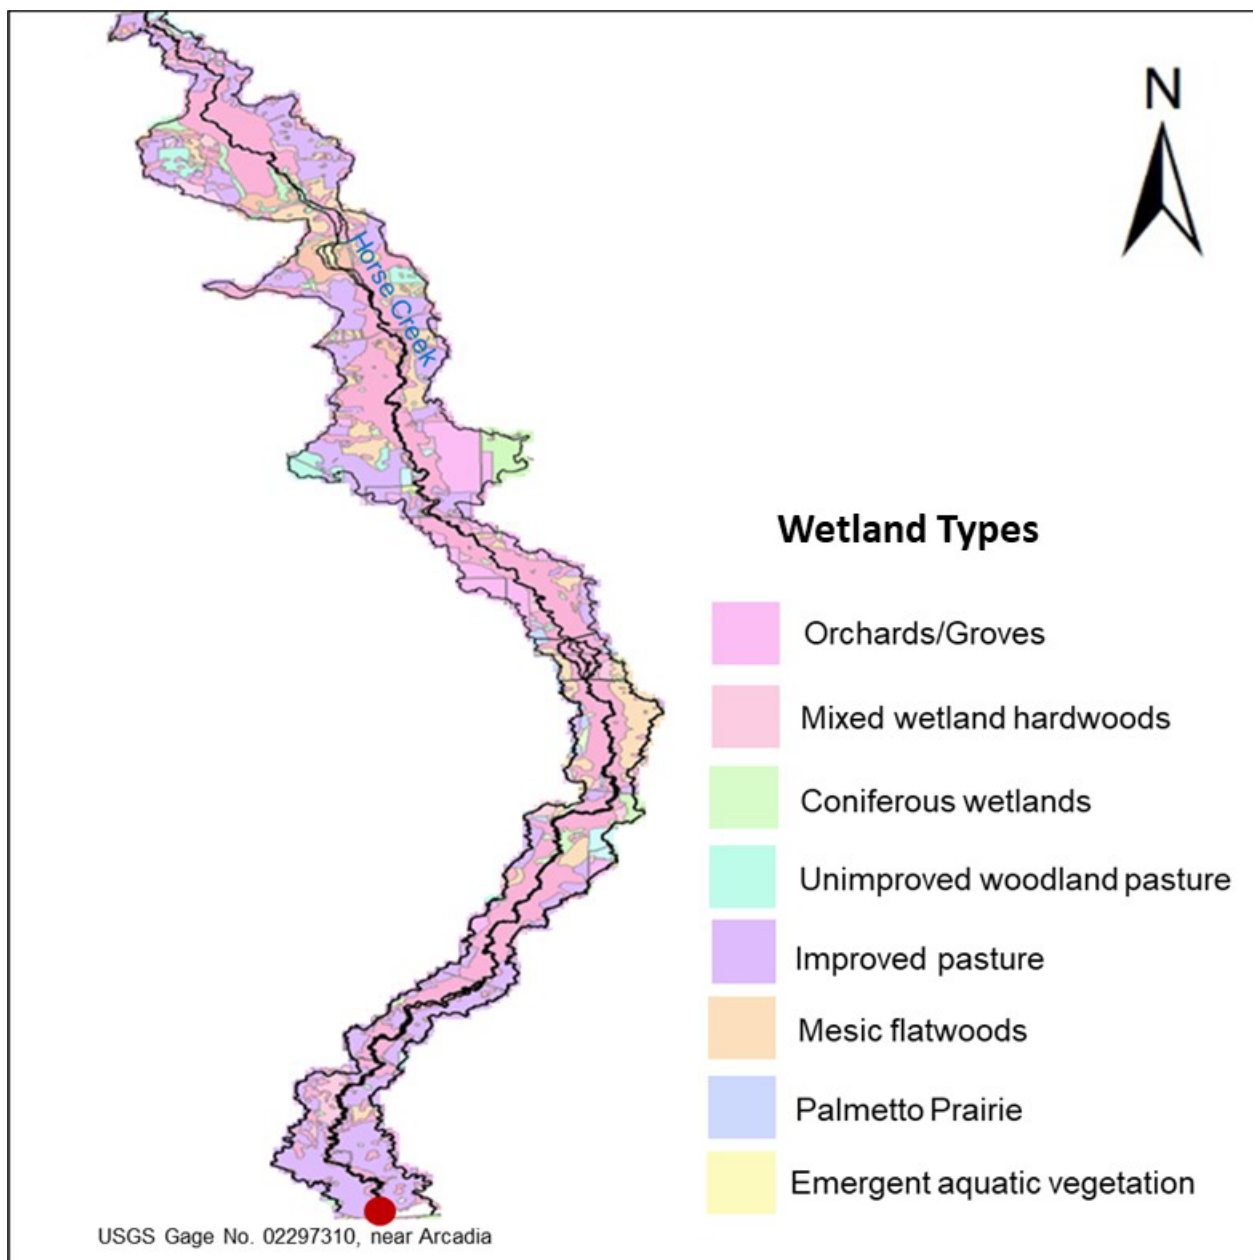 N
Horse Creek
Wetland Types
Orchards/Groves
Mixed wetland hardwoods
Coniferous wetlands
Unimproved woodland pasture
Improved pasture
Mesic flatwoods
Palmetto Prairie
Emergent aquatic vegetation
USGS Gage No. 02297310, near Arcadia